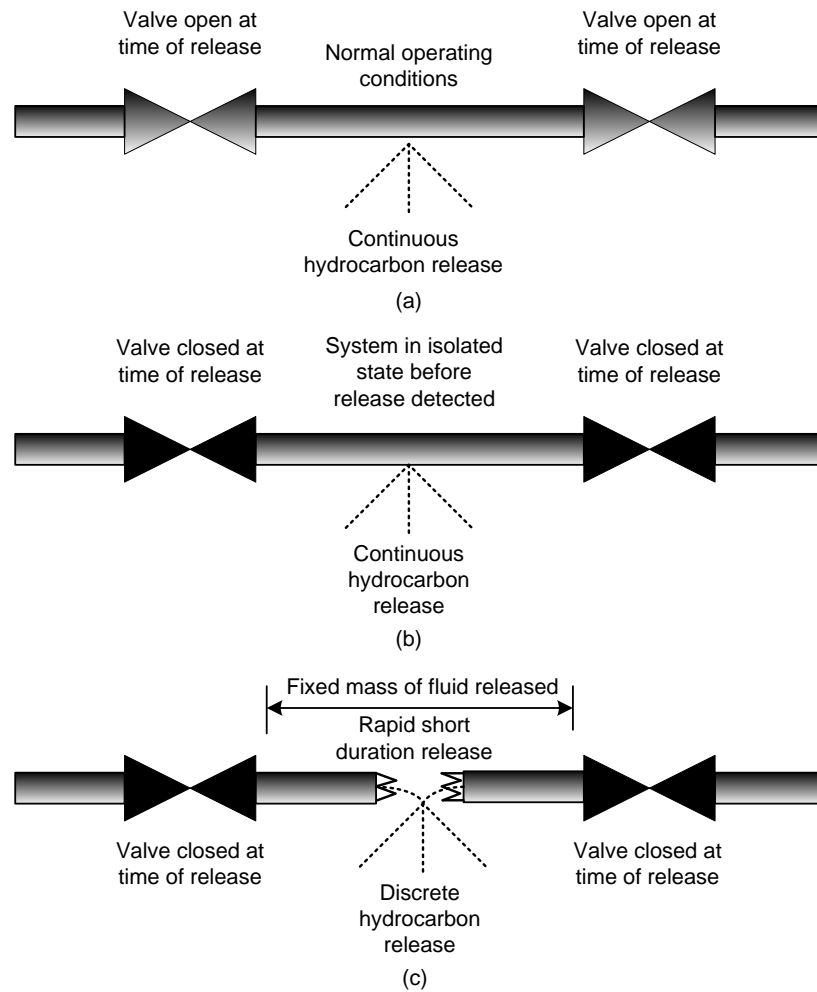 Valve open at
time of release
Normal operating
conditions
Valve open at
time of release
Continuous
hydrocarbon release
(a)
Valve closed at
time of release
System in isolated
state before
release detected
Valve closed at
time of release
Continuous
hydrocarbon
release
(b)
Fixed mass of fluid released
Rapid short
duration release
Valve closed at
time of release
Valve closed at
time of release
Discrete
hydrocarbon
release
(c)